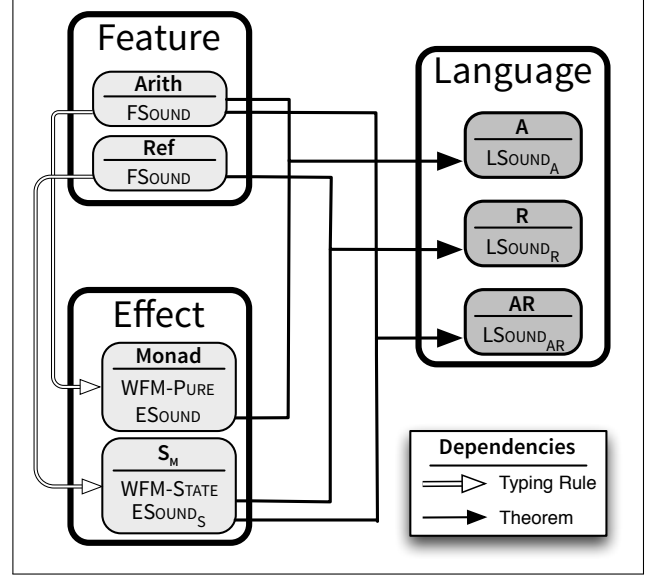 Feature
Arith
FSOUND
Ref
FSOUND
Effect
Monad
WFM-PURE
ESOUND
S_M
WFM-STATE
ESOUND_S
Language
A
LSOUND_A
R
LSOUND_R
AR
LSOUND_AR
Dependencies
Typing Rule
Theorem